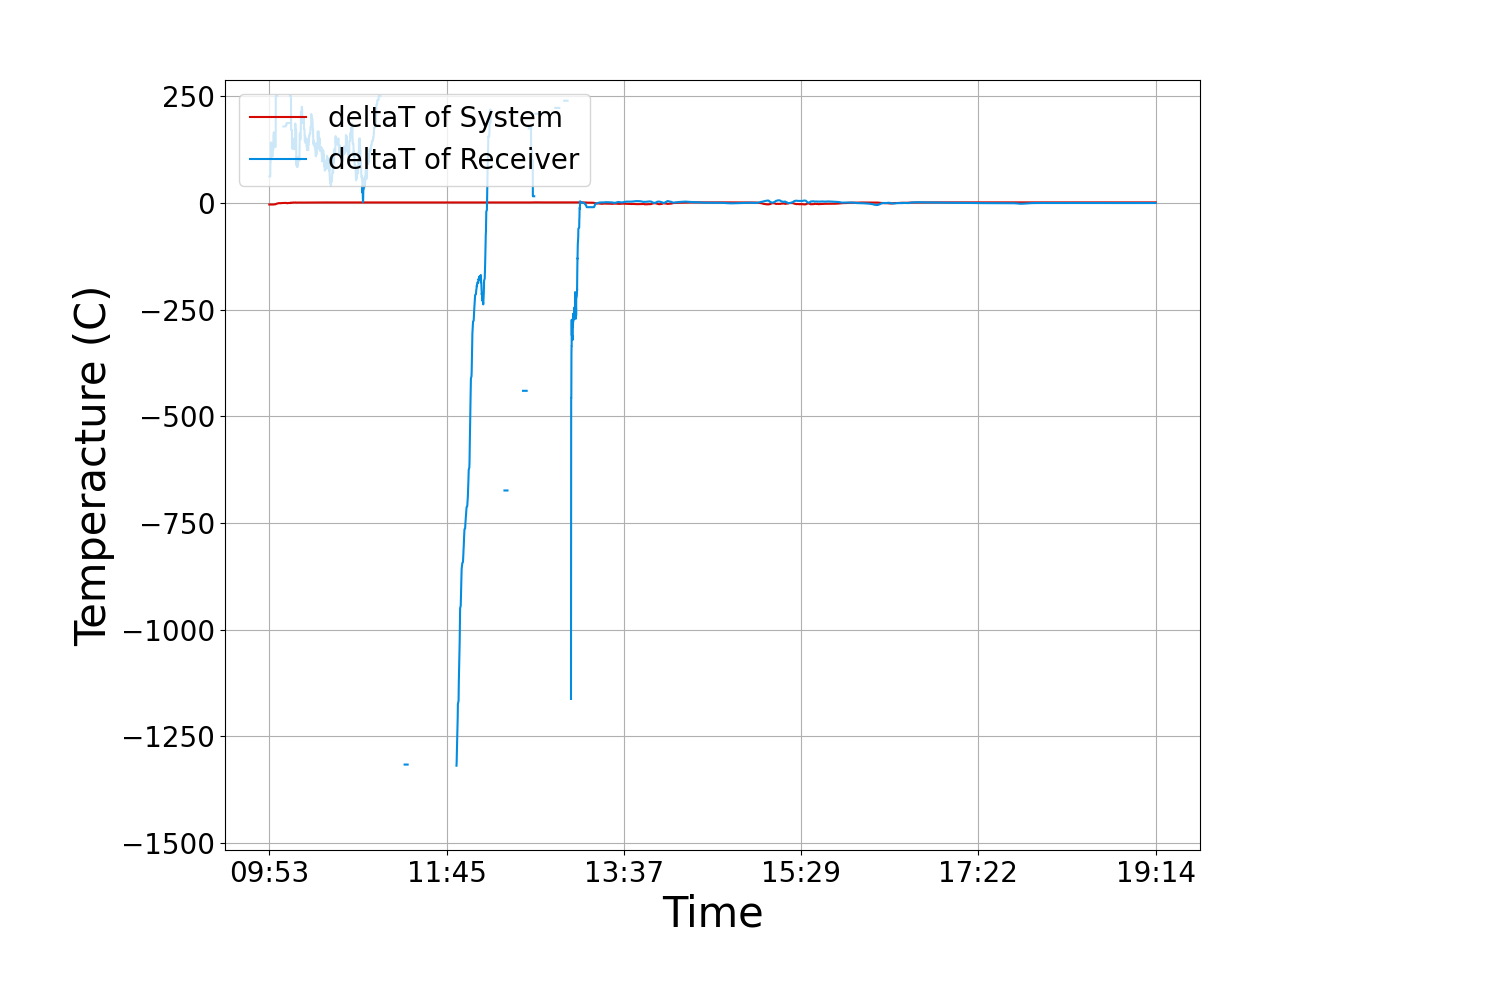 deltaT of System
deltaT of Receiver
250
0
−250
−500
−750
−1000
−1250
−1500
Temperacture (C)
09:53 11:45 13:37 15:29 17:22 19:14
Time